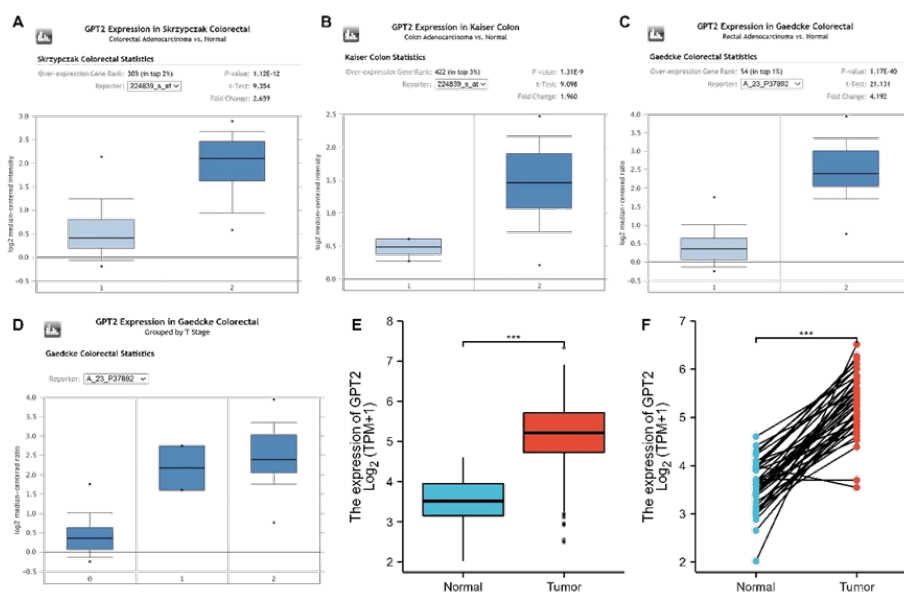 A
GPT2 Expression in Skrzypczak Colorectal
Colorectal Adenocarcinoma vs. Normal
Skrzypczak Colorectal Statistics
Over-expression Gene Rank: 303 (in top 2%)
P-value: 1.12E-12
Reporter: 224839_s_at
t-Test: 9.354
Fold Change: 2.659
log2 median-centered intensity
3.0
2.5
2.0
1.5
1.0
0.5
0.0
-0.5
1
2
B
GPT2 Expression in Kaiser Colon
Colon Adenocarcinoma vs. Normal
Kaiser Colon Statistics
Over-expression Gene Rank: 422 (in top 3%)
P-value: 1.31E-9
Reporter: 224839_s_at
t-Test: 9.098
Fold Change: 1.960
log2 median-centered intensity
2.5
2.0
1.5
1.0
0.5
0.0
1
2
C
GPT2 Expression in Gaedcke Colorectal
Rectal Adenocarcinoma vs. Normal
Gaedcke Colorectal Statistics
Over-expression Gene Rank: 54 (in top 1%)
P-value: 1.17E-40
Reporter: A_23_P37892
t-Test: 21.131
Fold Change: 4.192
log2 median-centered ratio
4.0
3.5
3.0
2.5
2.0
1.5
1.0
0.5
0.0
-0.5
1
2
D
GPT2 Expression in Gaedcke Colorectal
Grouped by T Stage
Gaedcke Colorectal Statistics
Reporter: A_23_P37892
log2 median-centered ratio
4.0
3.5
3.0
2.5
2.0
1.5
1.0
0.5
0.0
-0.5
0
1
2
E
The expression of GPT2
Log2 (TPM+1)
8
7
6
5
4
3
2
***
Normal
Tumor
F
The expression of GPT2
Log2 (TPM+1)
7
6
5
4
3
2
***
Normal
Tumor